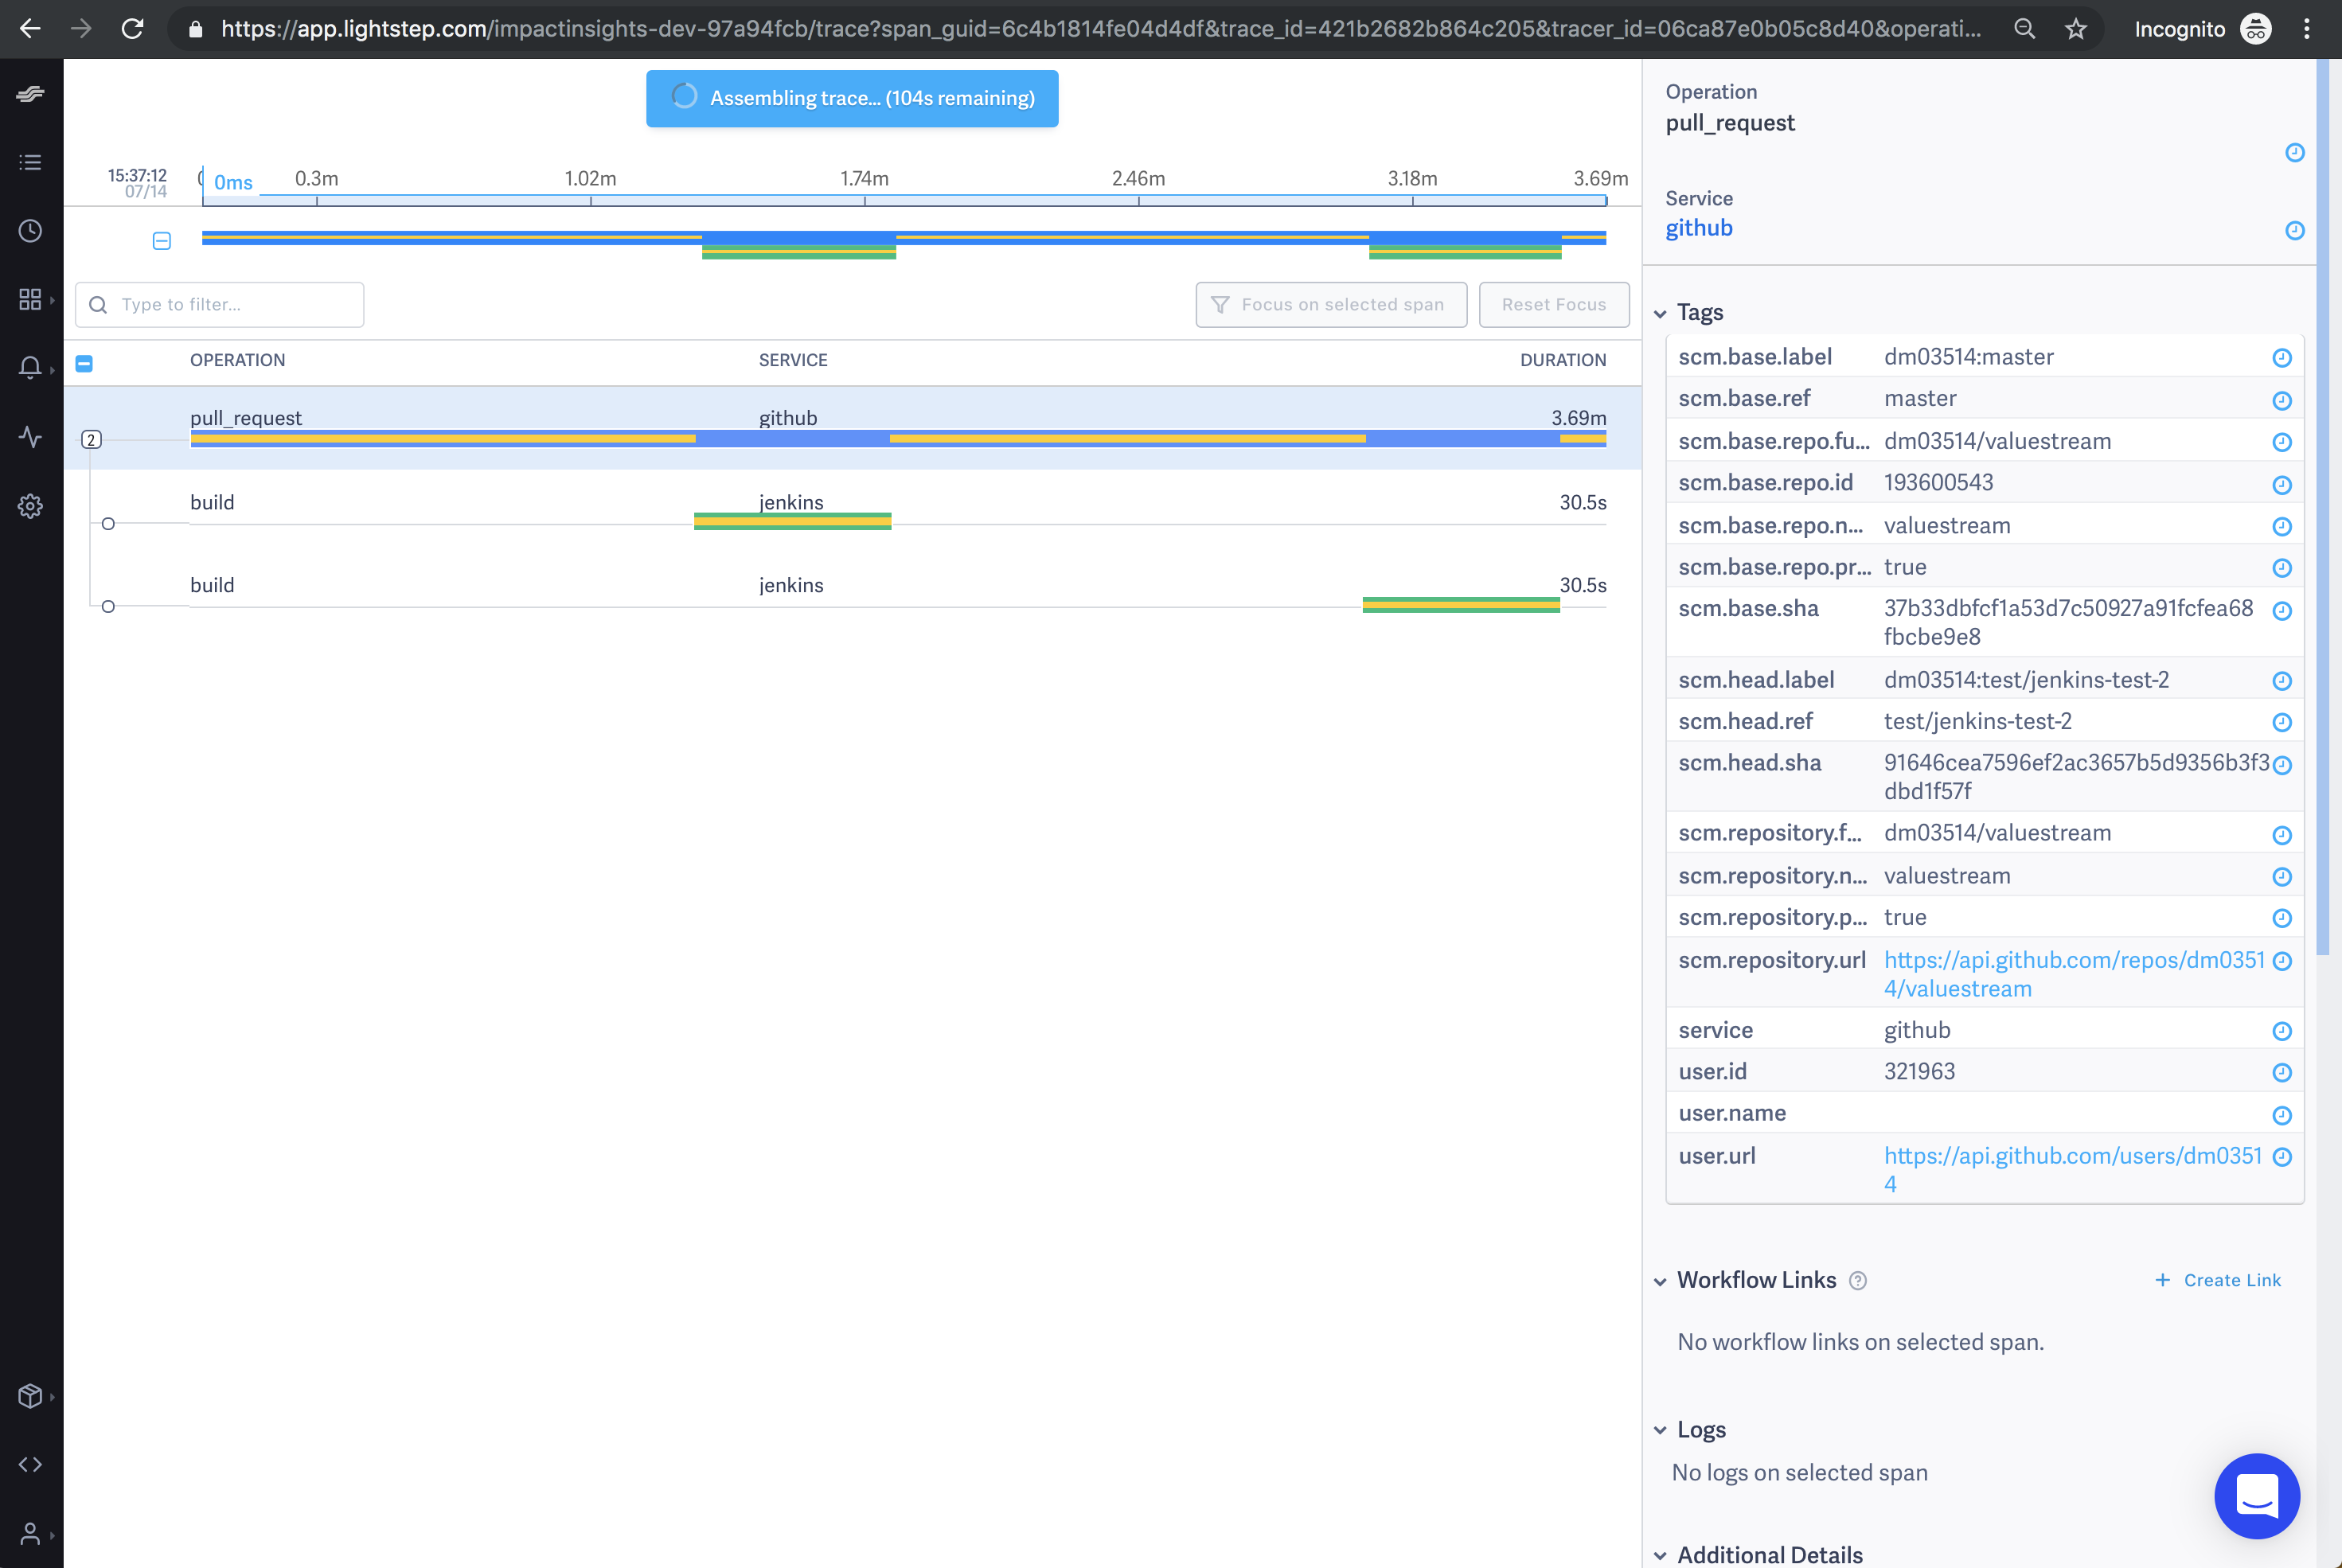 https://app.lightstep.com/impactinsights-dev-97a94fcb/trace?span_guid=6c4b1814fe04d4df&trace_id=421b2682b864c205&tracer_id=06ca87e0b05c8d40&operati...
Incognito
Assembling trace... (104s remaining)
15:37:12
07/14
0ms
0.3m
1.02m
1.74m
2.46m
3.18m
3.69m
Type to filter...
Focus on selected span
Reset Focus
OPERATION SERVICE DURATION
pull_request github 3.69m
2
build jenkins 30.5s
build jenkins 30.5s
Operation
pull_request
Service
github
Tags
scm.base.label dm03514:master
scm.base.ref master
scm.base.repo.fu... dm03514/valuestream
scm.base.repo.id 193600543
scm.base.repo.n... valuestream
scm.base.repo.pr... true
scm.base.sha 37b33dbfcf1a53d7c50927a91fcfea68
fbcbe9e8
scm.head.label dm03514:test/jenkins-test-2
scm.head.ref test/jenkins-test-2
scm.head.sha 91646cea7596ef2ac3657b5d9356b3f3
dbd1f57f
scm.repository.f... dm03514/valuestream
scm.repository.n... valuestream
scm.repository.p... true
scm.repository.url https://api.github.com/repos/dm0351
4/valuestream
service github
user.id 321963
user.name
user.url https://api.github.com/users/dm0351
4
Workflow Links ?
+ Create Link
No workflow links on selected span.
Logs
No logs on selected span
Additional Details